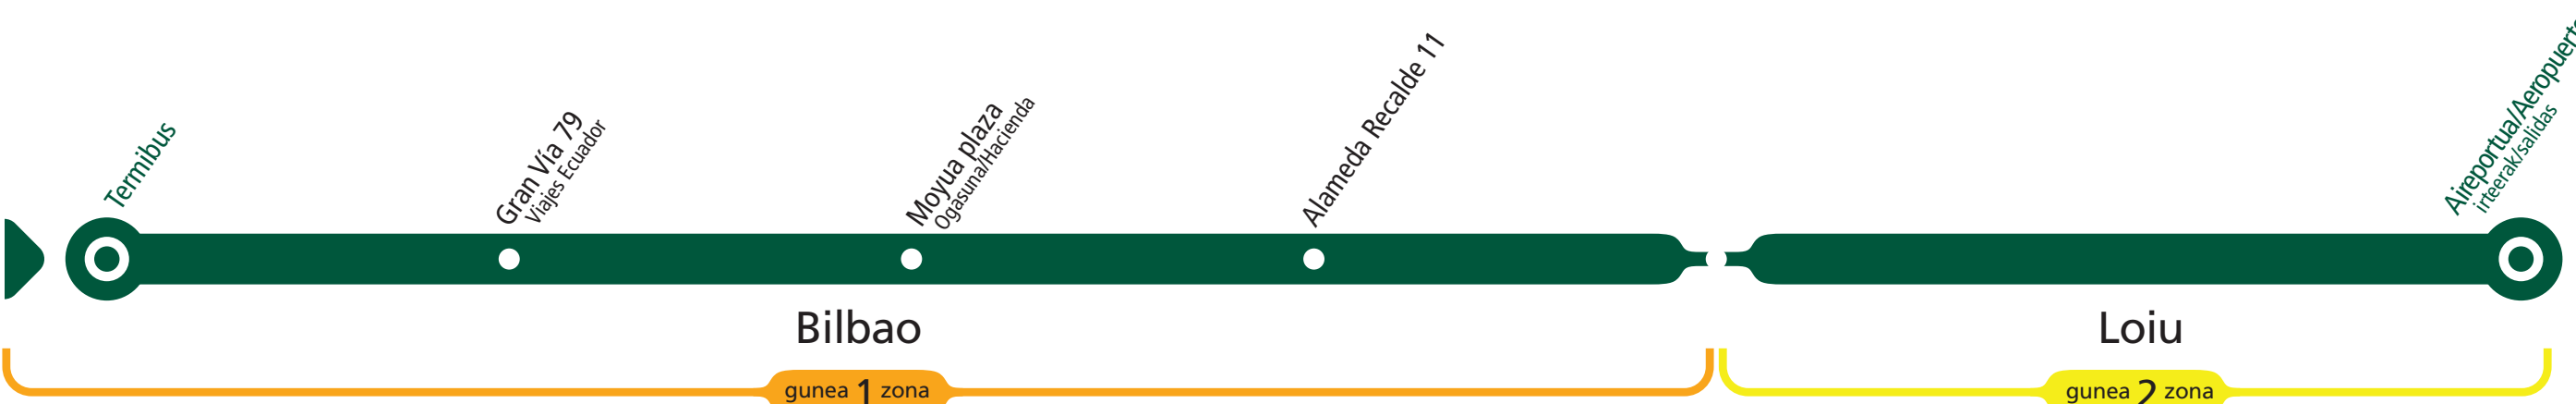 Termibus
Gran Vía 79
Viajes Ecuador
Moyua plaza
Ogasuna/Hacienda
Alameda Recalde 11
Aireportua/Aeropuerto
irteerak/salidas
Bilbao
Loiu
gunea 1 zona
gunea 2 zona